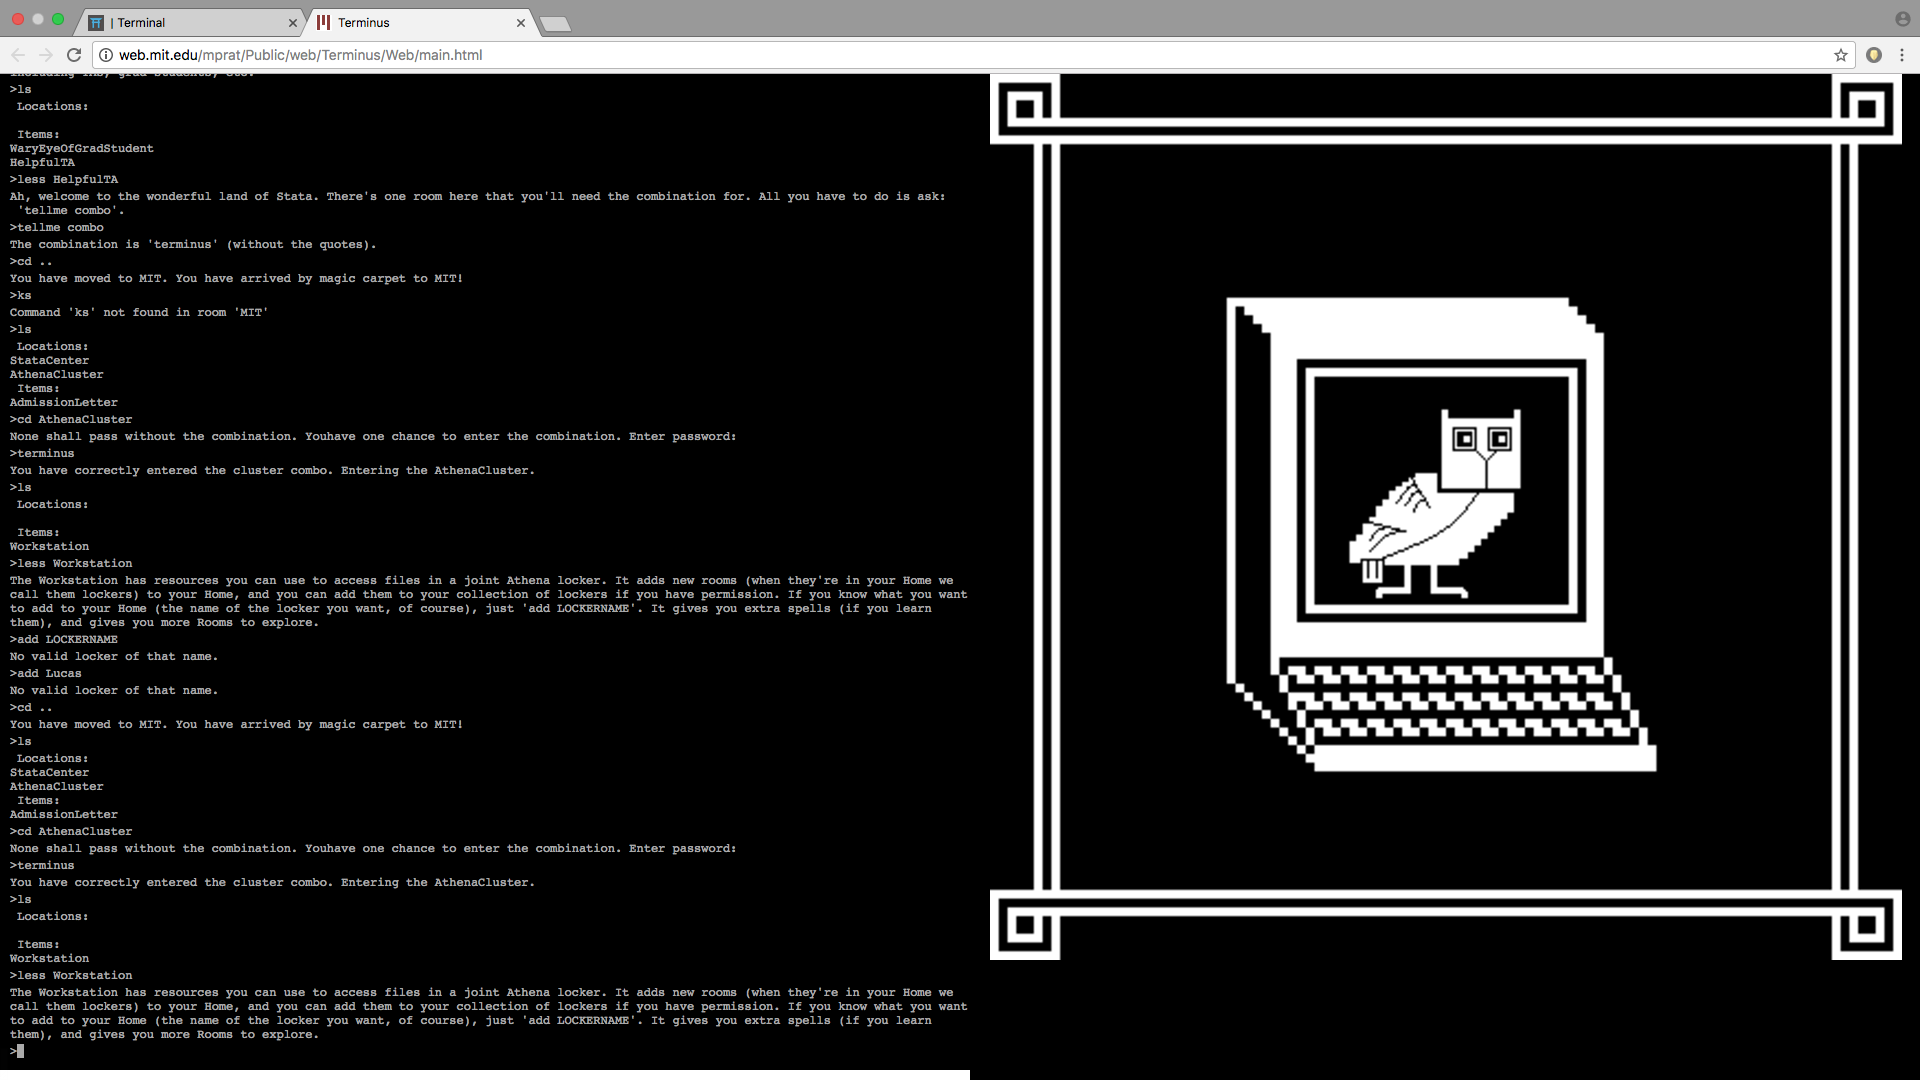 | Terminal
Terminus
web.mit.edu/mprat/Public/web/Terminus/Web/main.html
including TAs, grad students, etc.
>ls
Locations:
Items:
WaryEyeOfGradStudent
HelpfulTA
>less HelpfulTA
Ah, welcome to the wonderful land of Stata. There's one room here that you'll need the combination for. All you have to do is ask:
'tellme combo'.
>tellme combo
The combination is 'terminus' (without the quotes).
>cd ..
You have moved to MIT. You have arrived by magic carpet to MIT!
>ks
Command 'ks' not found in room 'MIT'
>ls
Locations:
StataCenter
AthenaCluster
Items:
AdmissionLetter
>cd AthenaCluster
None shall pass without the combination. Youhave one chance to enter the combination. Enter password:
>terminus
You have correctly entered the cluster combo. Entering the AthenaCluster.
>ls
Locations:
Items:
Workstation
>less Workstation
The Workstation has resources you can use to access files in a joint Athena locker. It adds new rooms (when they're in your Home we
call them lockers) to your Home, and you can add them to your collection of lockers if you have permission. If you know what you want
to add to your Home (the name of the locker you want, of course), just 'add LOCKERNAME'. It gives you extra spells (if you learn
them), and gives you more Rooms to explore.
>add LOCKERNAME
No valid locker of that name.
>add Lucas
No valid locker of that name.
>cd ..
You have moved to MIT. You have arrived by magic carpet to MIT!
>ls
Locations:
StataCenter
AthenaCluster
Items:
AdmissionLetter
>cd AthenaCluster
None shall pass without the combination. Youhave one chance to enter the combination. Enter password:
>terminus
You have correctly entered the cluster combo. Entering the AthenaCluster.
>ls
Locations:
Items:
Workstation
>less Workstation
The Workstation has resources you can use to access files in a joint Athena locker. It adds new rooms (when they're in your Home we
call them lockers) to your Home, and you can add them to your collection of lockers if you have permission. If you know what you want
to add to your Home (the name of the locker you want, of course), just 'add LOCKERNAME'. It gives you extra spells (if you learn
them), and gives you more Rooms to explore.
>